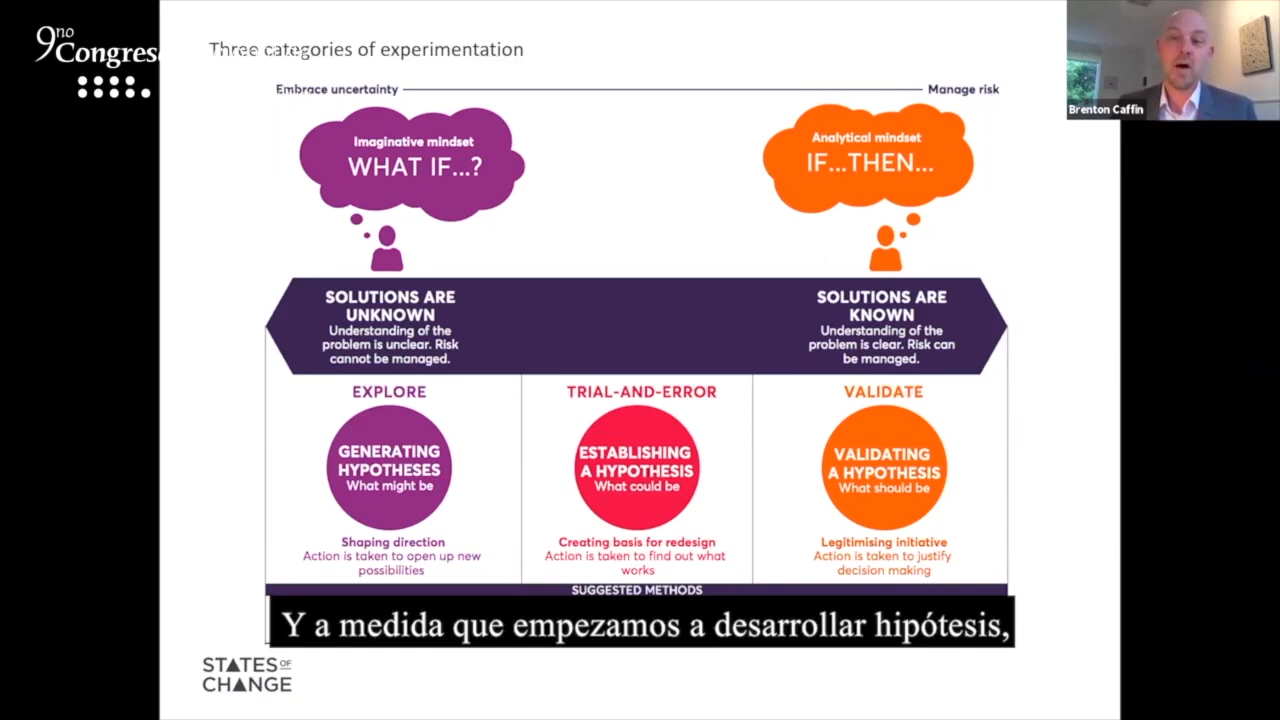 9no
Congres
Three categories of experimentation
Brenton Caffin
Embrace uncertainty
Manage risk
Imaginative mindset
WHAT IF...?
Analytical mindset
IF...THEN...
SOLUTIONS ARE
UNKNOWN
Understanding of the
problem is unclear. Risk
cannot be managed.
SOLUTIONS ARE
KNOWN
Understanding of the
problem is clear. Risk can
be managed.
EXPLORE
GENERATING
HYPOTHESES
What might be
Shaping direction
Action is taken to open up new
possibilities
TRIAL-AND-ERROR
ESTABLISHING
A HYPOTHESIS
What could be
Creating basis for redesign
Action is taken to find out what
works
VALIDATE
VALIDATING
A HYPOTHESIS
What should be
Legitimising initiative
Action is taken to justify
decision making
SUGGESTED METHODS
Y a medida que empezamos a desarrollar hipótesis,
STATES OF
CHANGE